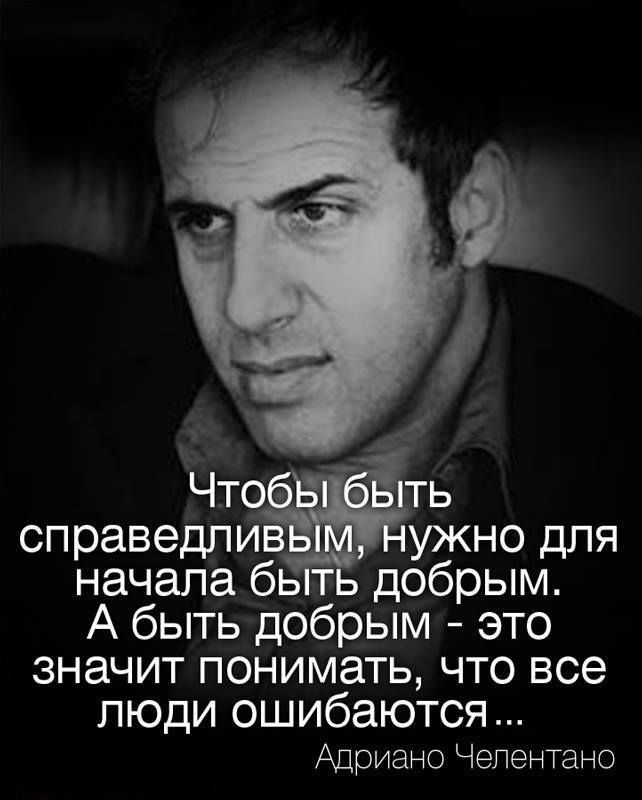 Чтобы быть
справедливым, нужно для
начала быть добрым.
А быть добрым - это
значит понимать, что все
люди ошибаются...
Адриано Челентано